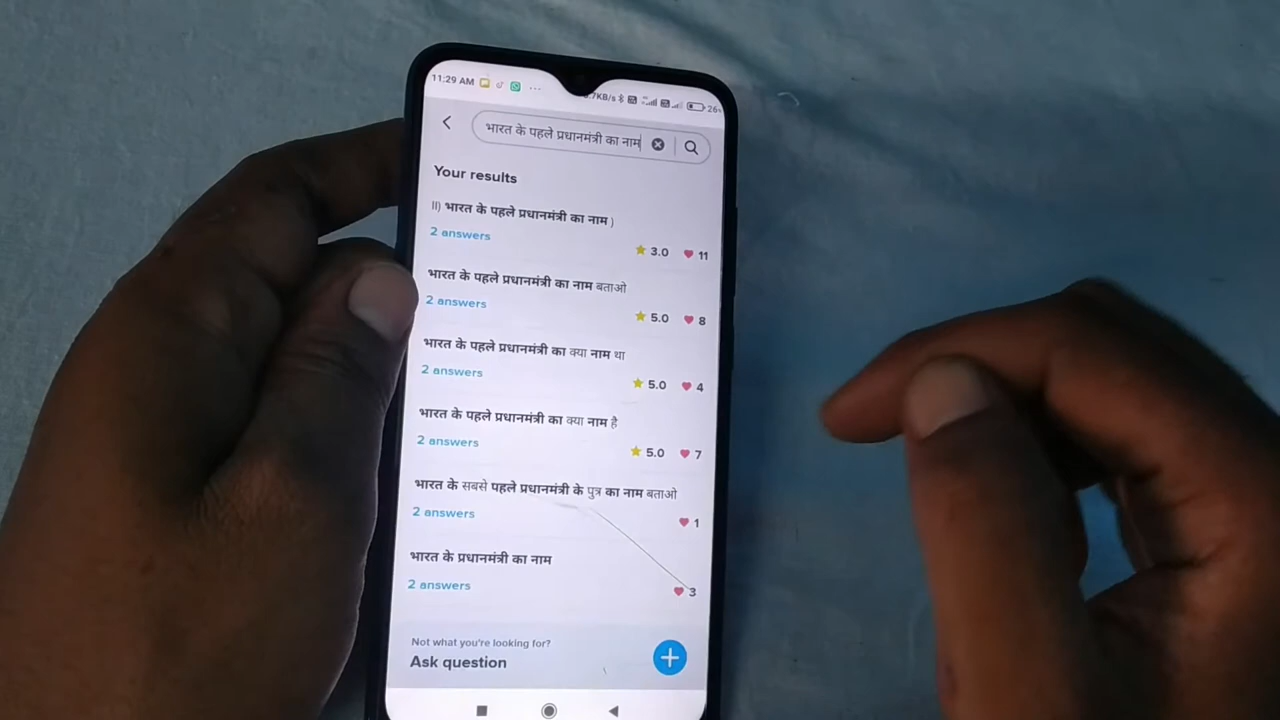 11:29 AM ...
.7KB/s 26
भारत के पहले प्रधानमंत्री का नाम
Your results
II) भारत के पहले प्रधानमंत्री का नाम )
2 answers
3.0 11
भारत के पहले प्रधानमंत्री का नाम बताओ
2 answers
5.0 8
भारत के पहले प्रधानमंत्री का क्या नाम था
2 answers
5.0 4
भारत के पहले प्रधानमंत्री का क्या नाम है
2 answers
5.0 7
भारत के सबसे पहले प्रधानमंत्री के पुत्र का नाम बताओ
2 answers
1
भारत के प्रधानमंत्री का नाम
2 answers
3
Not what you're looking for?
Ask question